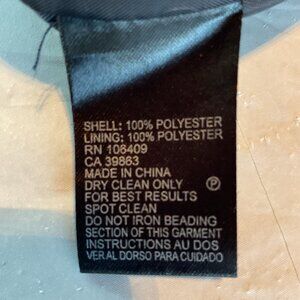 SHELL: 100% POLYESTER
LINING: 100% POLYESTER
RN 106409
CA 39863
MADE IN CHINA
DRY CLEAN ONLY
FOR BEST RESULTS
SPOT CLEAN
DO NOT IRON BEADING
SECTION OF THIS GARMENT
INSTRUCTIONS AU DOS
VER AL DORSO PARA CUIDADO
P